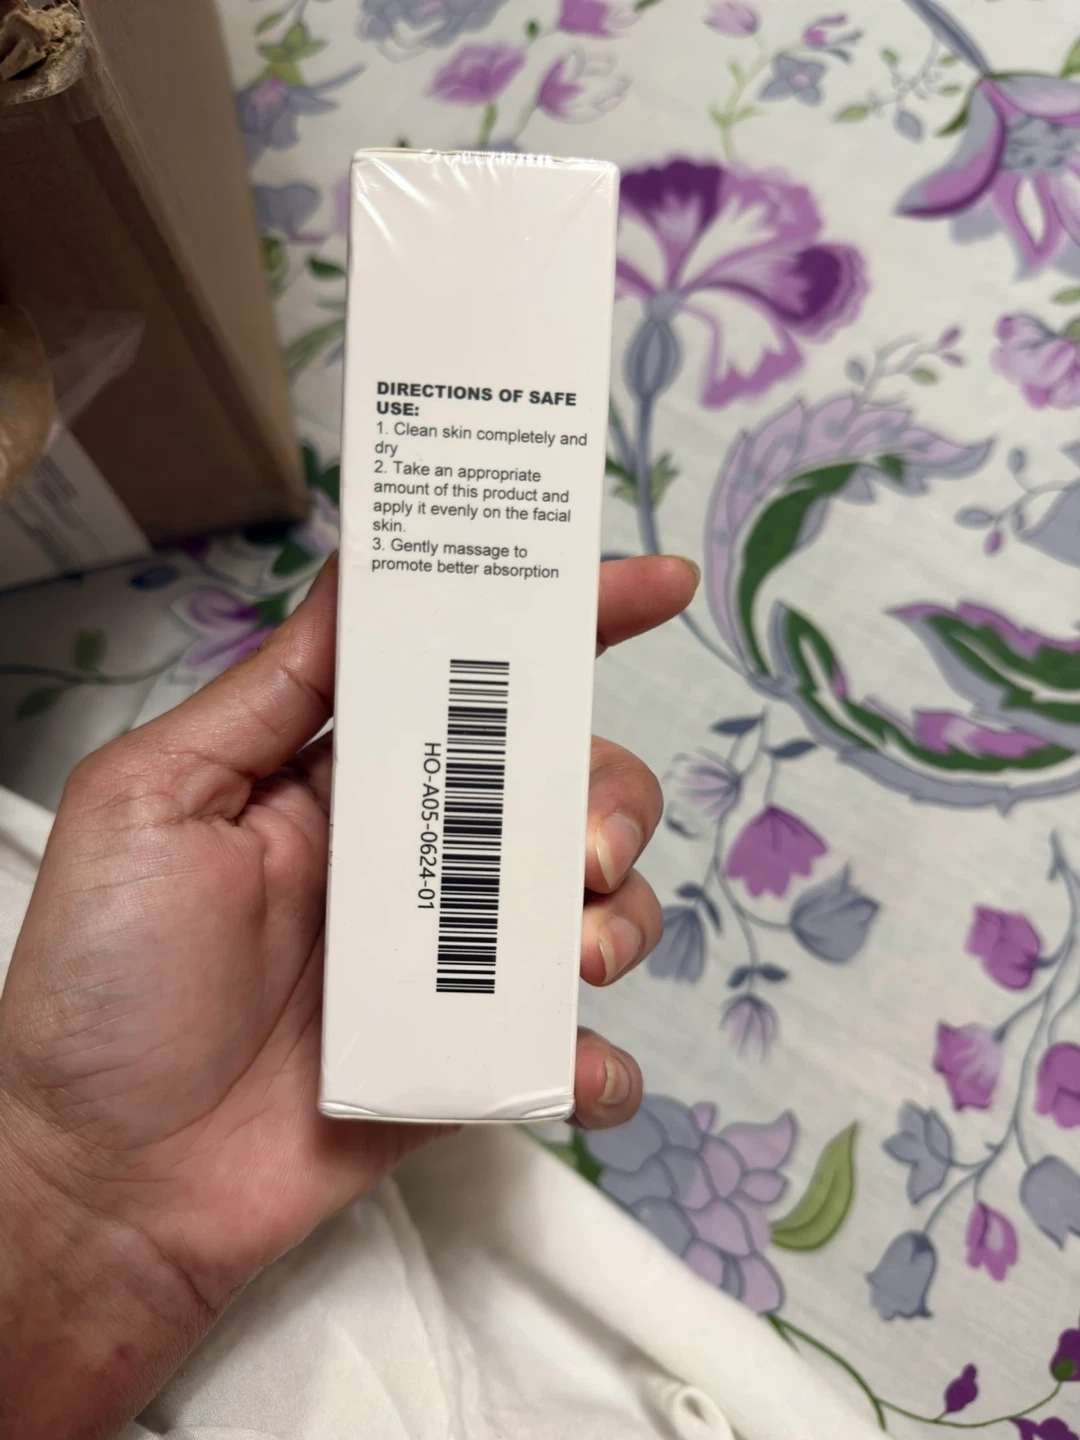 DIRECTIONS OF SAFE
USE:
1. Clean skin completely and
dry
2. Take an appropriate
amount of this product and
apply it evenly on the facial
skin.
3. Gently massage to
promote better absorption
HO-A05-0624-01